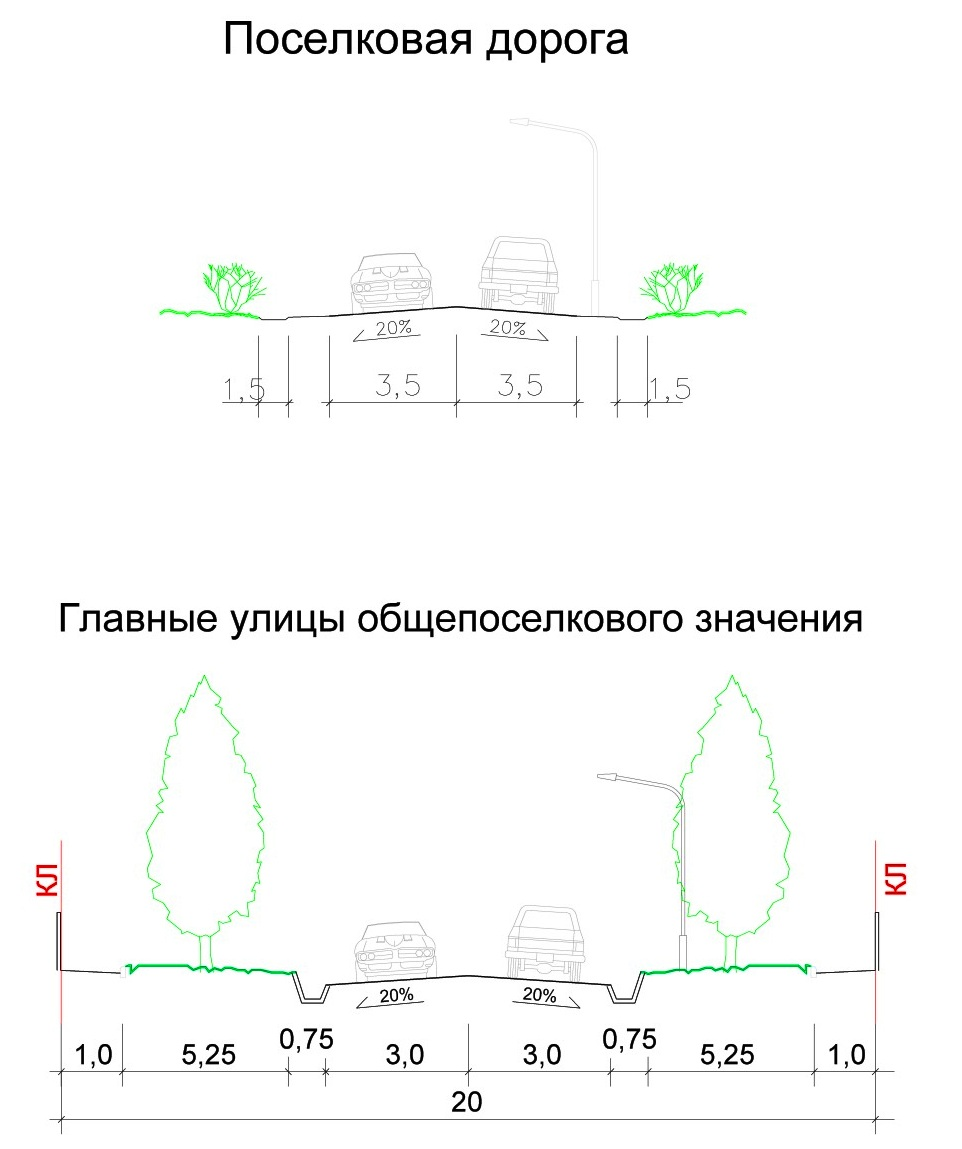 Поселковая дорога
20% 20%
1,5 3,5 3,5 1,5
Главные улицы общепоселкового значения
КЛ КЛ
20% 20%
1,0 5,25 0,75 3,0 3,0 0,75 5,25 1,0
20